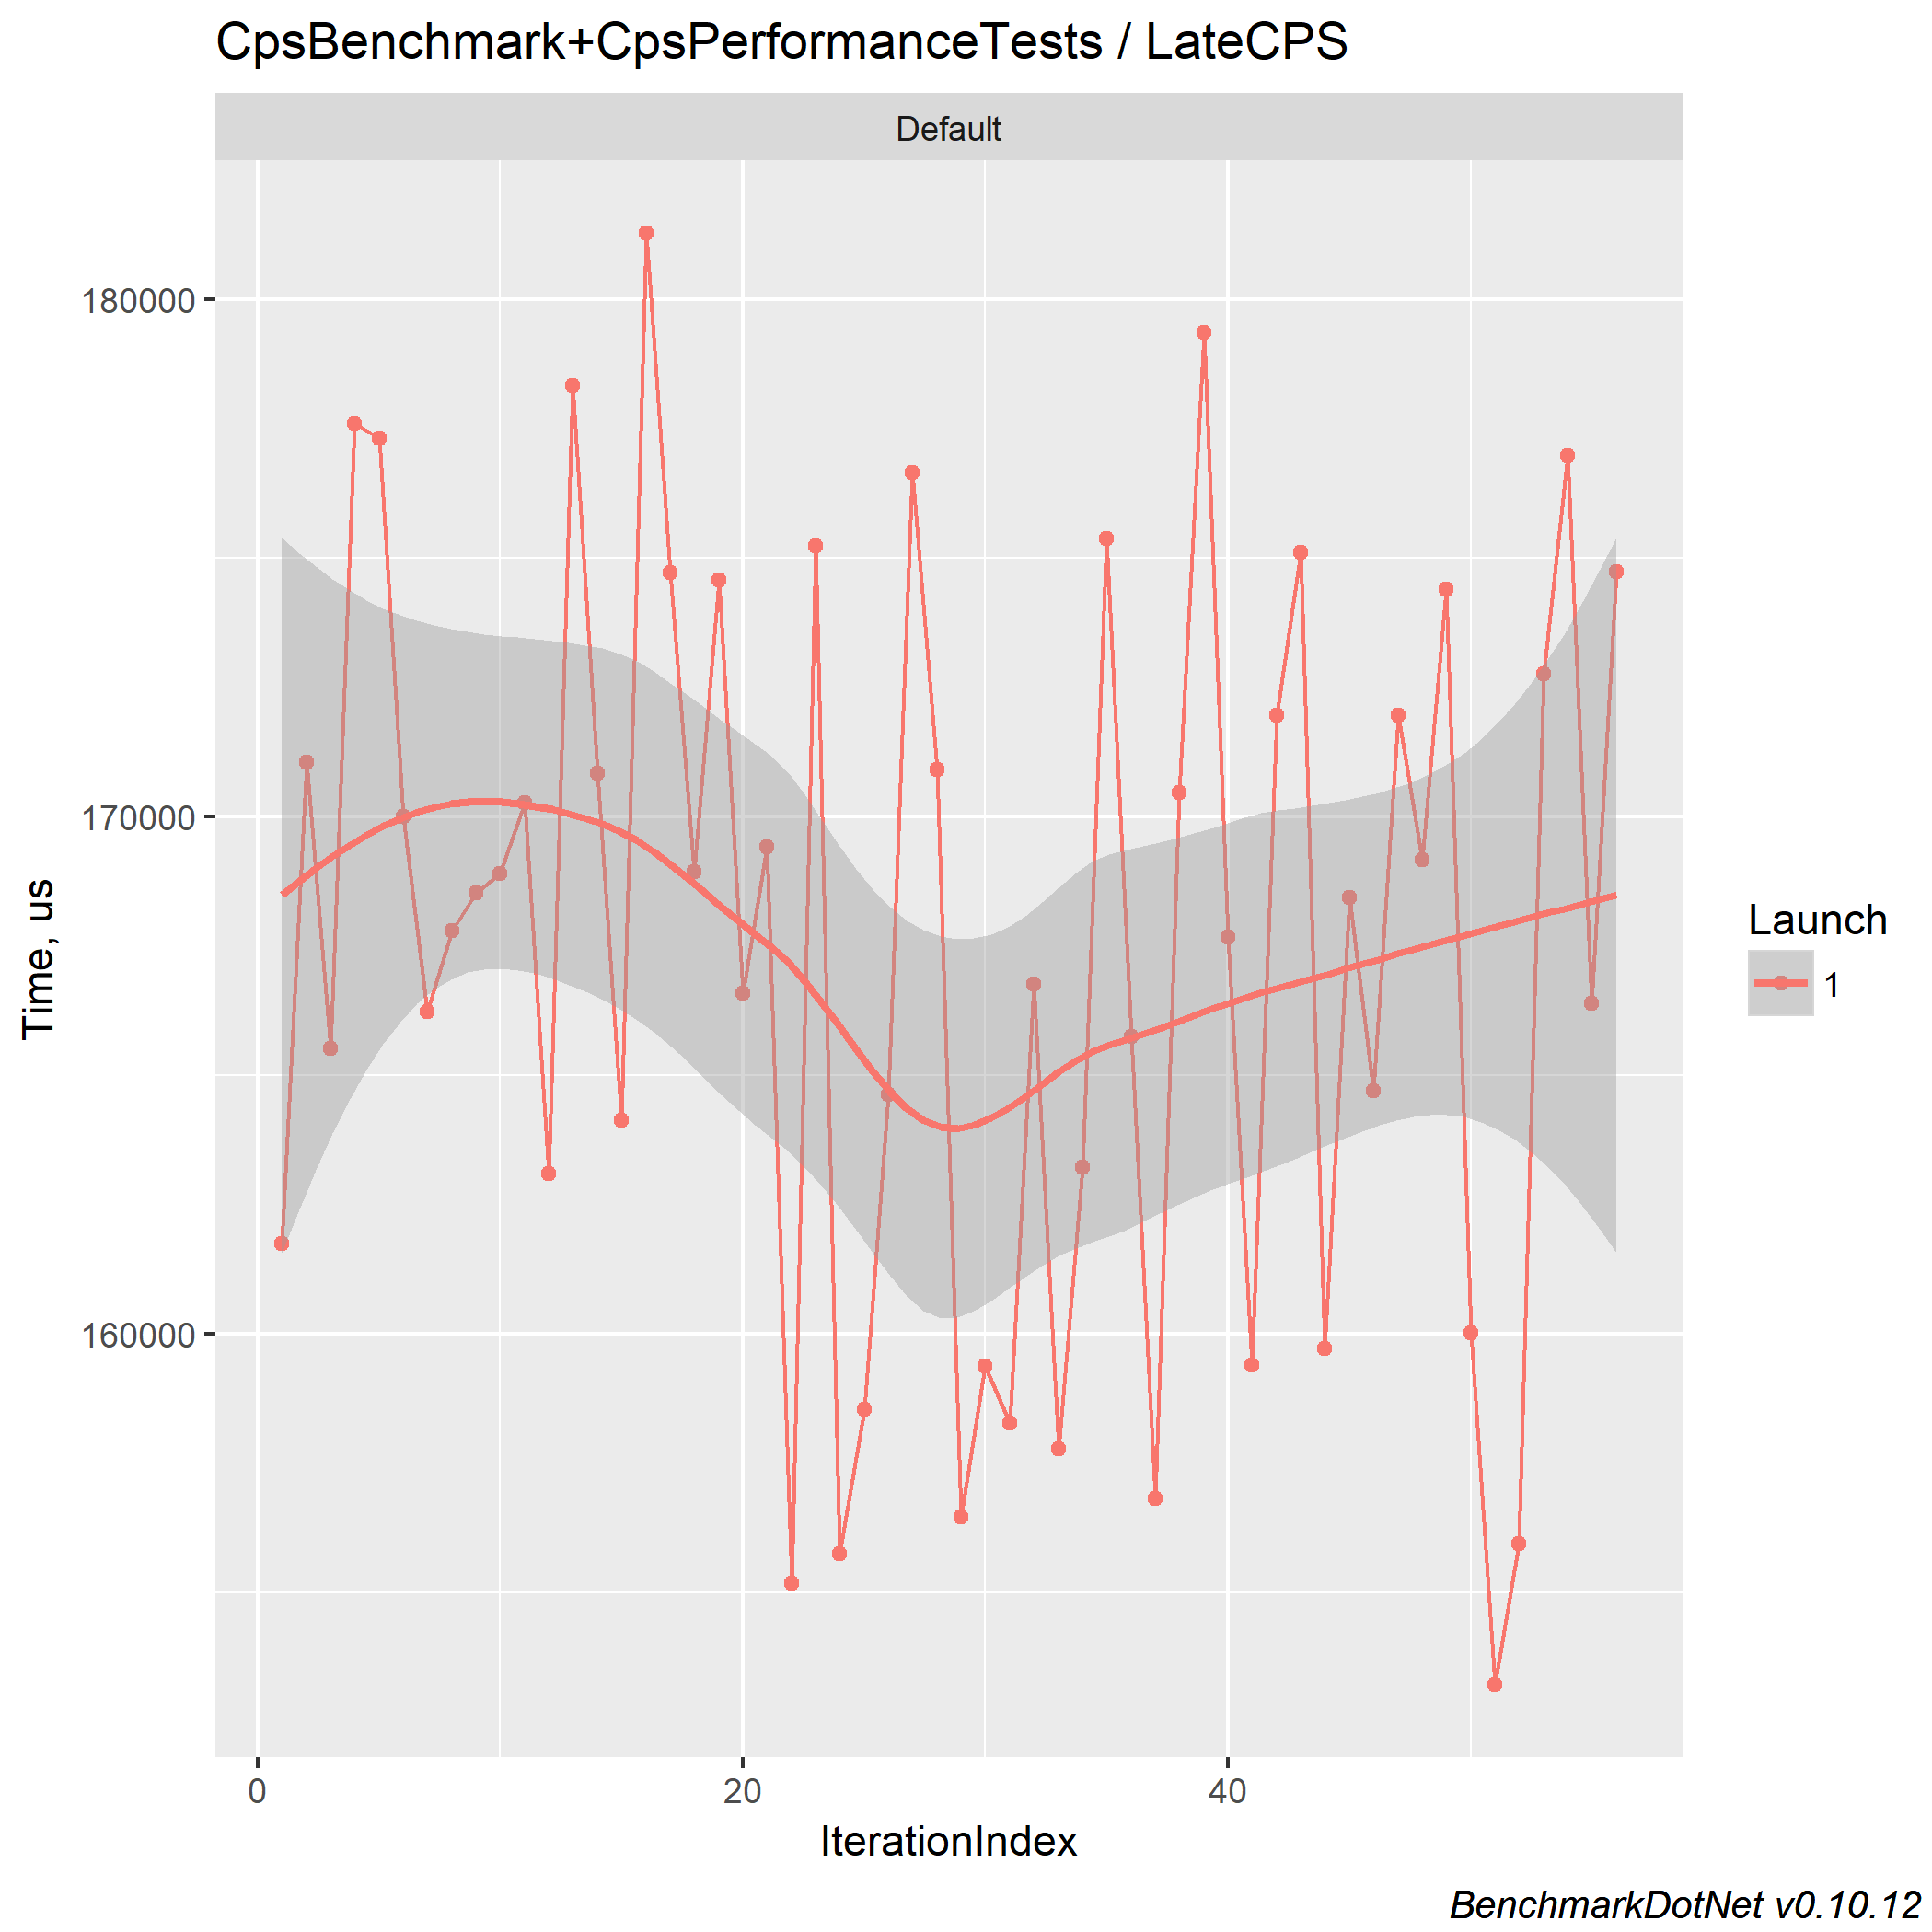 CpsBenchmark+CpsPerformanceTests / LateCPS
Default
180000
170000
160000
Time, us
0 20 40
IterationIndex
Launch
1
BenchmarkDotNet v0.10.12